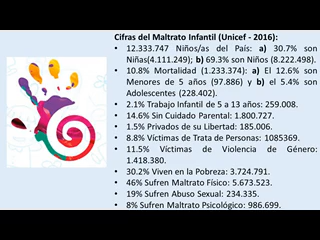 Cifras del Maltrato Infantil (Unicef - 2016):
• 12.333.747 Niños/as del País: a) 30.7% son
Niñas(4.111.249); b) 69.3% son Niños (8.222.498).
• 10.8% Mortalidad (1.233.374): a) El 12.6% son
Menores de 5 años (97.886) y b) el 5.4% son
Adolescentes (228.402).
• 2.1% Trabajo Infantil de 5 a 13 años: 259.008.
• 14.6% Sin Cuidado Parental: 1.800.727.
• 1.5% Privados de su Libertad: 185.006.
• 8.8% Víctimas de Trata de Personas: 1085369.
• 11.5% Víctimas de Violencia de Género:
1.418.380.
• 30.2% Viven en la Pobreza: 3.724.791.
• 46% Sufren Maltrato Físico: 5.673.523.
• 19% Sufren Abuso Sexual: 234.335.
• 8% Sufren Maltrato Psicológico: 986.699.